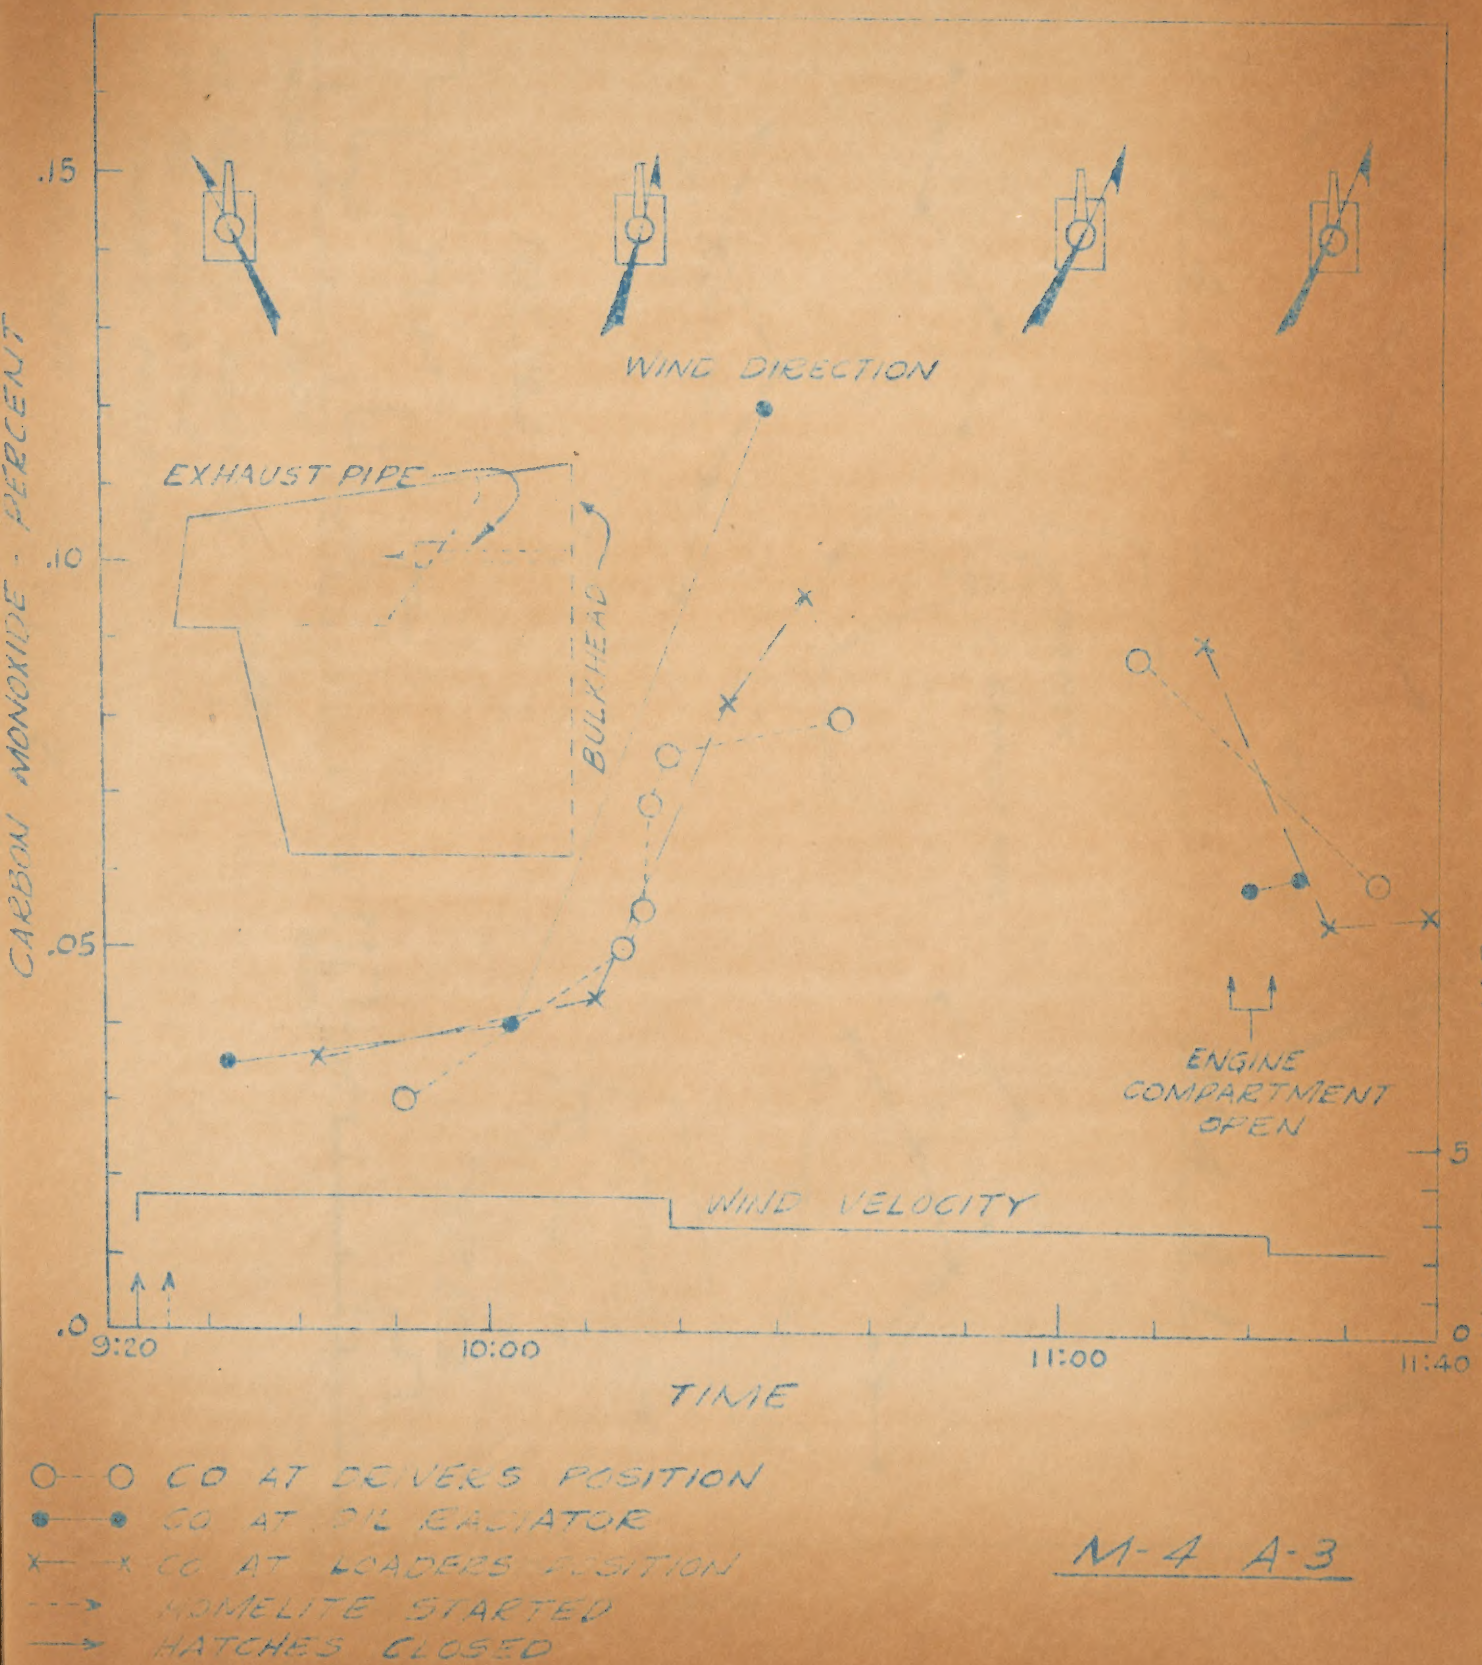 .15
WIND DIRECTION
EXHAUST PIPE
.10
BULKHEAD
CARBON MONOXIDE - PERCENT
.05
ENGINE
COMPARTMENT
OPEN
5
WIND VELOCITY
.0
0
9:20
10:00
11:00
11:40
TIME
CO AT DRIVERS POSITION
CO AT OIL RADIATOR
CO AT LOADERS POSITION
HOMELITE STARTED
HATCHES CLOSED
M-4 A-3